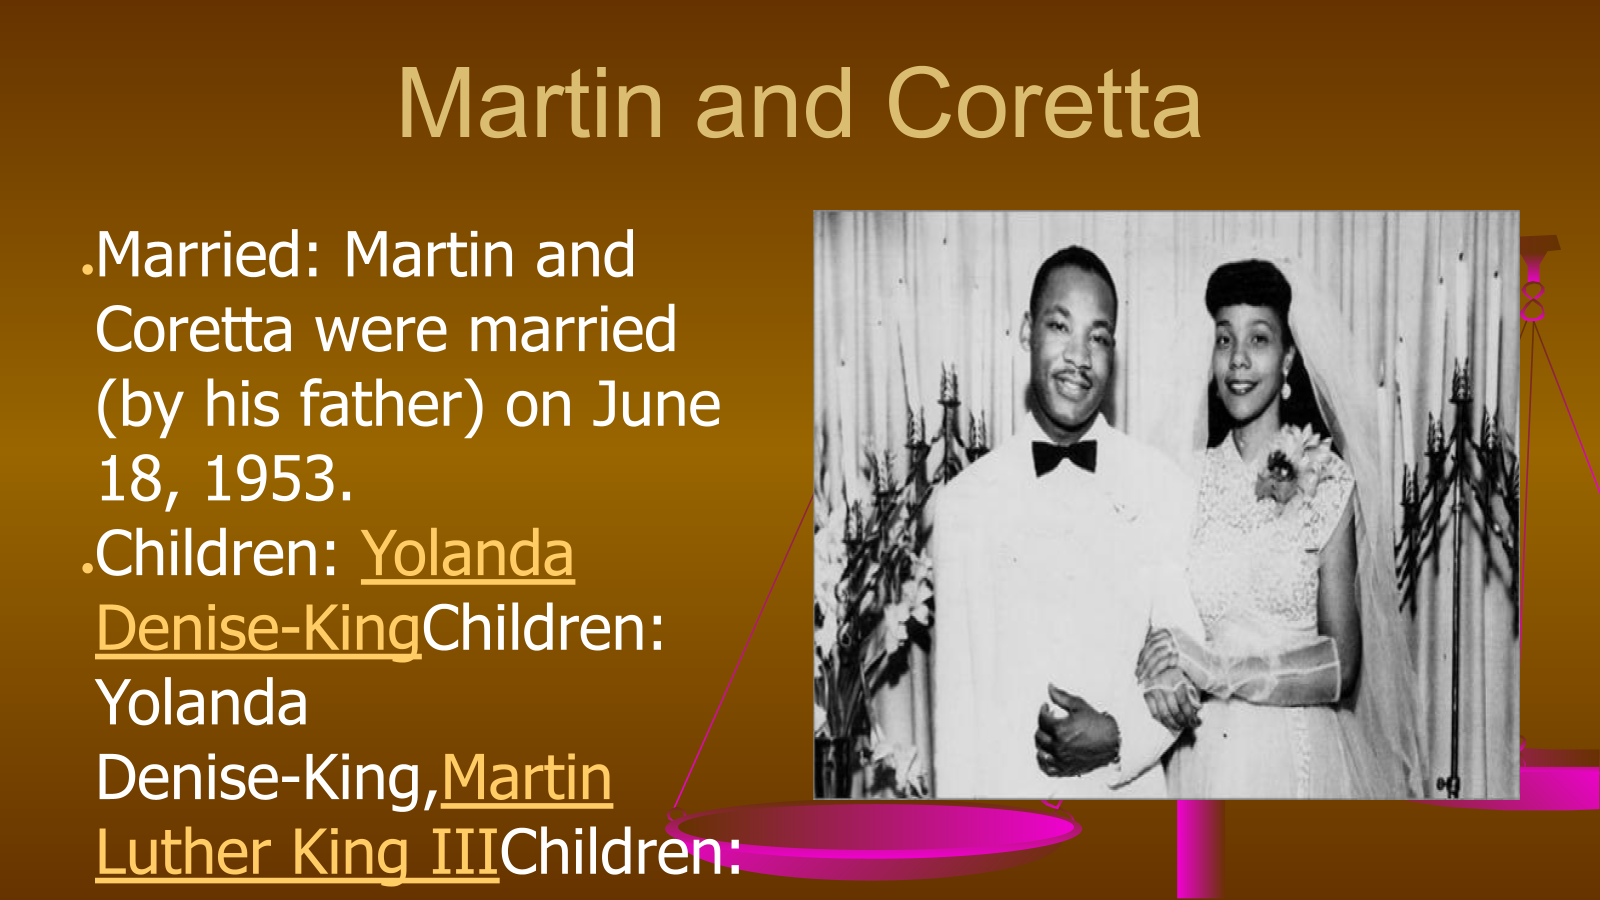 Martin and Coretta
•Married: Martin and
Coretta were married
(by his father) on June
18, 1953.
•Children: Yolanda
Denise-KingChildren:
Yolanda
Denise-King,Martin
Luther King IIIChildren: